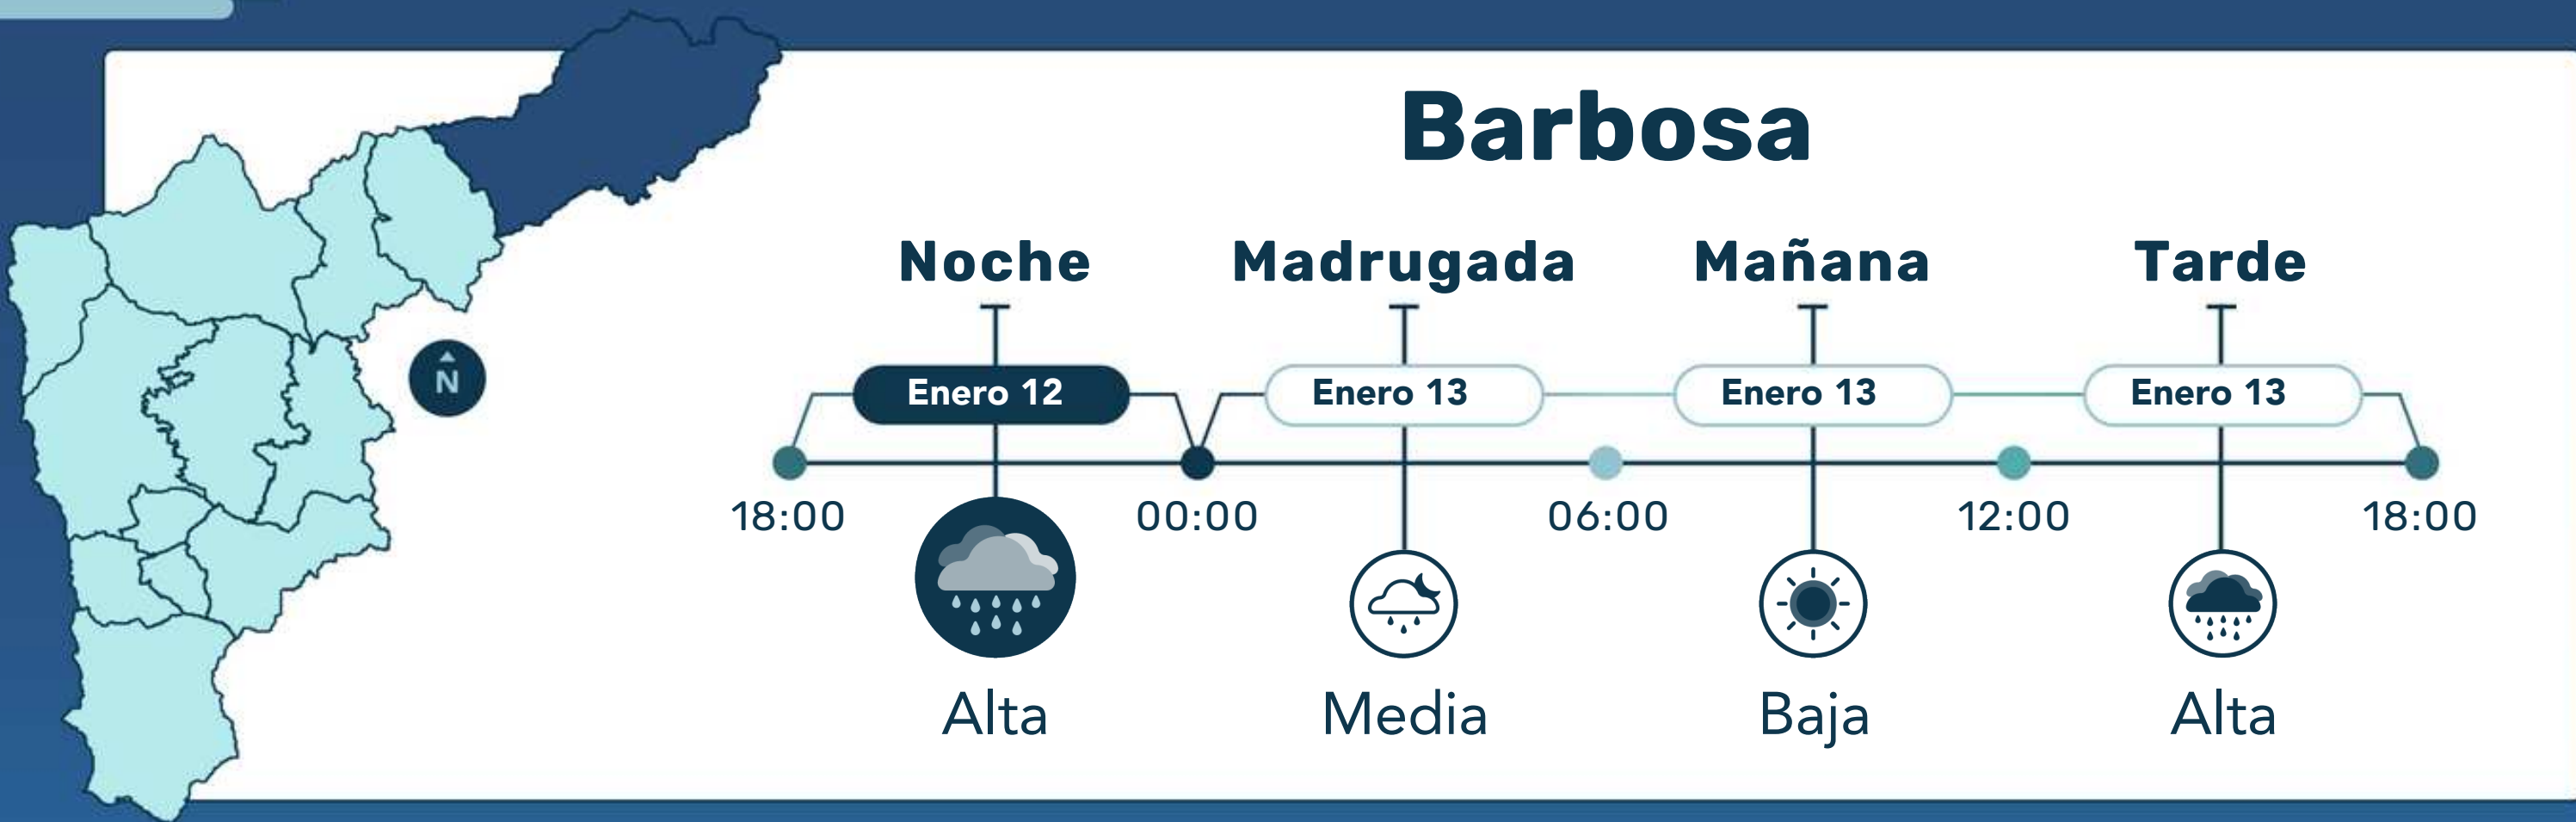 Barbosa
Noche Madrugada Mañana Tarde
N
Enero 12 Enero 13 Enero 13 Enero 13
18:00 00:00 06:00 12:00 18:00
Alta Media Baja Alta